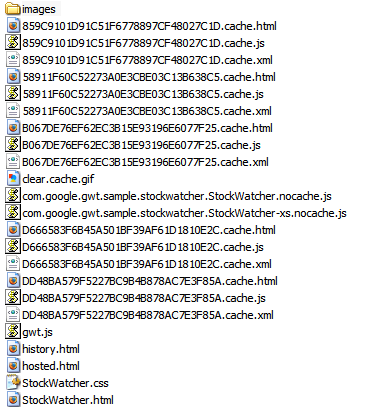 images
859C9101D91C51F6778897CF48027C1D.cache.html
859C9101D91C51F6778897CF48027C1D.cache.js
859C9101D91C51F6778897CF48027C1D.cache.xml
58911F60C52273A0E3CBE03C13B638C5.cache.html
58911F60C52273A0E3CBE03C13B638C5.cache.js
58911F60C52273A0E3CBE03C13B638C5.cache.xml
B067DE76EF62EC3B15E93196E6077F25.cache.html
B067DE76EF62EC3B15E93196E6077F25.cache.js
B067DE76EF62EC3B15E93196E6077F25.cache.xml
clear.cache.gif
com.google.gwt.sample.stockwatcher.StockWatcher.nocache.js
com.google.gwt.sample.stockwatcher.StockWatcher-xs.nocache.js
D666583F6B45A501BF39AF61D1810E2C.cache.html
D666583F6B45A501BF39AF61D1810E2C.cache.js
D666583F6B45A501BF39AF61D1810E2C.cache.xml
DD48BA579F5227BC9B4B878AC7E3F85A.cache.html
DD48BA579F5227BC9B4B878AC7E3F85A.cache.js
DD48BA579F5227BC9B4B878AC7E3F85A.cache.xml
gwt.js
history.html
hosted.html
StockWatcher.css
StockWatcher.html